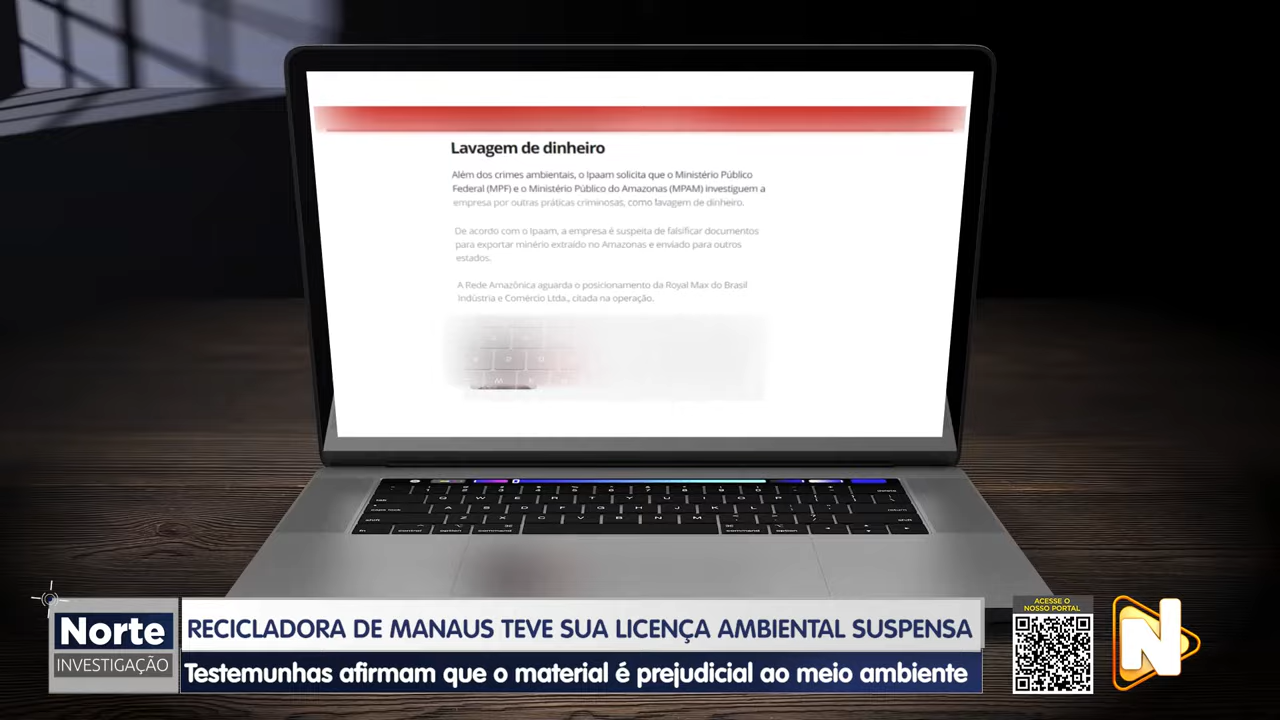 Lavagem de dinheiro
Além dos crimes ambientais, o Ipaam solicita que o Ministério Público
Federal (MPF) e o Ministério Público do Amazonas (MPAM) investiguem a
empresa por outras práticas criminosas, como lavagem de dinheiro.
De acordo com o Ipaam, a empresa é suspeita de falsificar documentos
para exportar minério extraído no Amazonas e enviado para outros
estados.
A Rede Amazônica aguarda o posicionamento da Royal Max do Brasil
Indústria e Comércio Ltda., citada na operação.
Norte
INVESTIGAÇÃO
RECICLADORA DE MANAUS TEVE SUA LICENÇA AMBIENTAL SUSPENSA
Testemunhas afirmam que o material é prejudicial ao meio ambiente
ACESSE O
NOSSO PORTAL
N